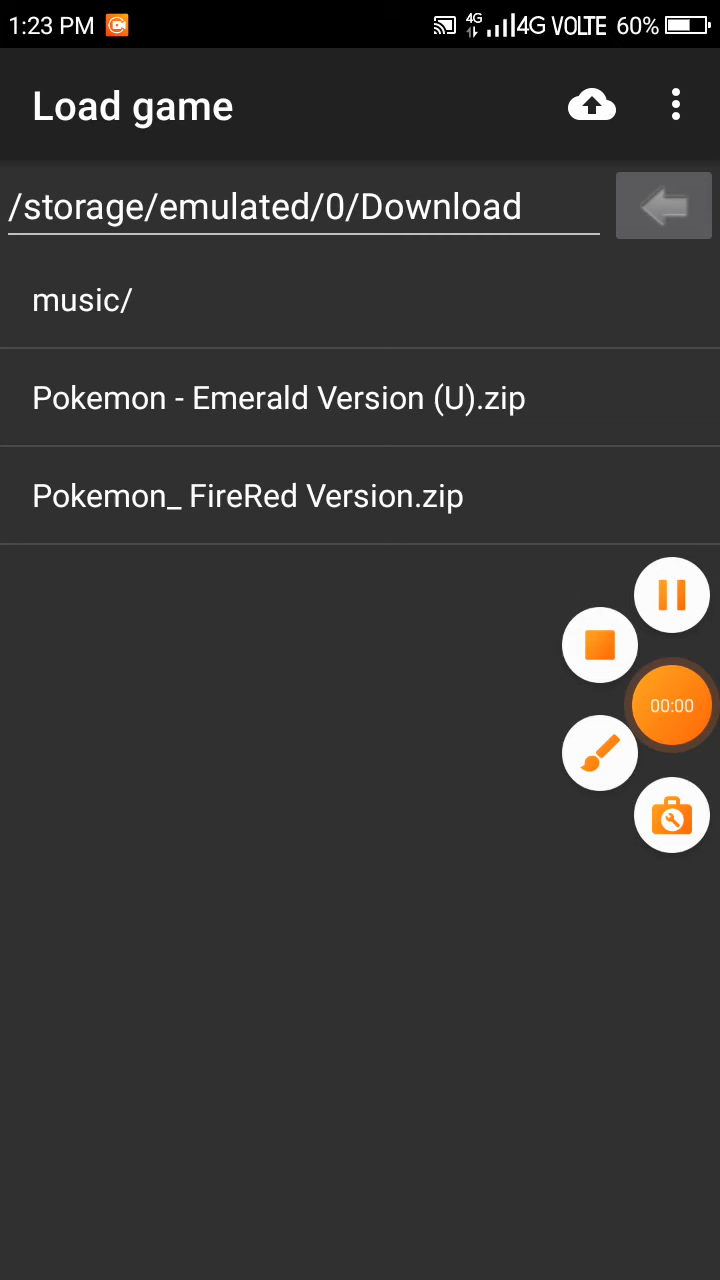 1:23 PM 4G 4G VOLTE 60%
Load game
/storage/emulated/0/Download
music/
Pokemon - Emerald Version (U).zip
Pokemon_ FireRed Version.zip
00:00